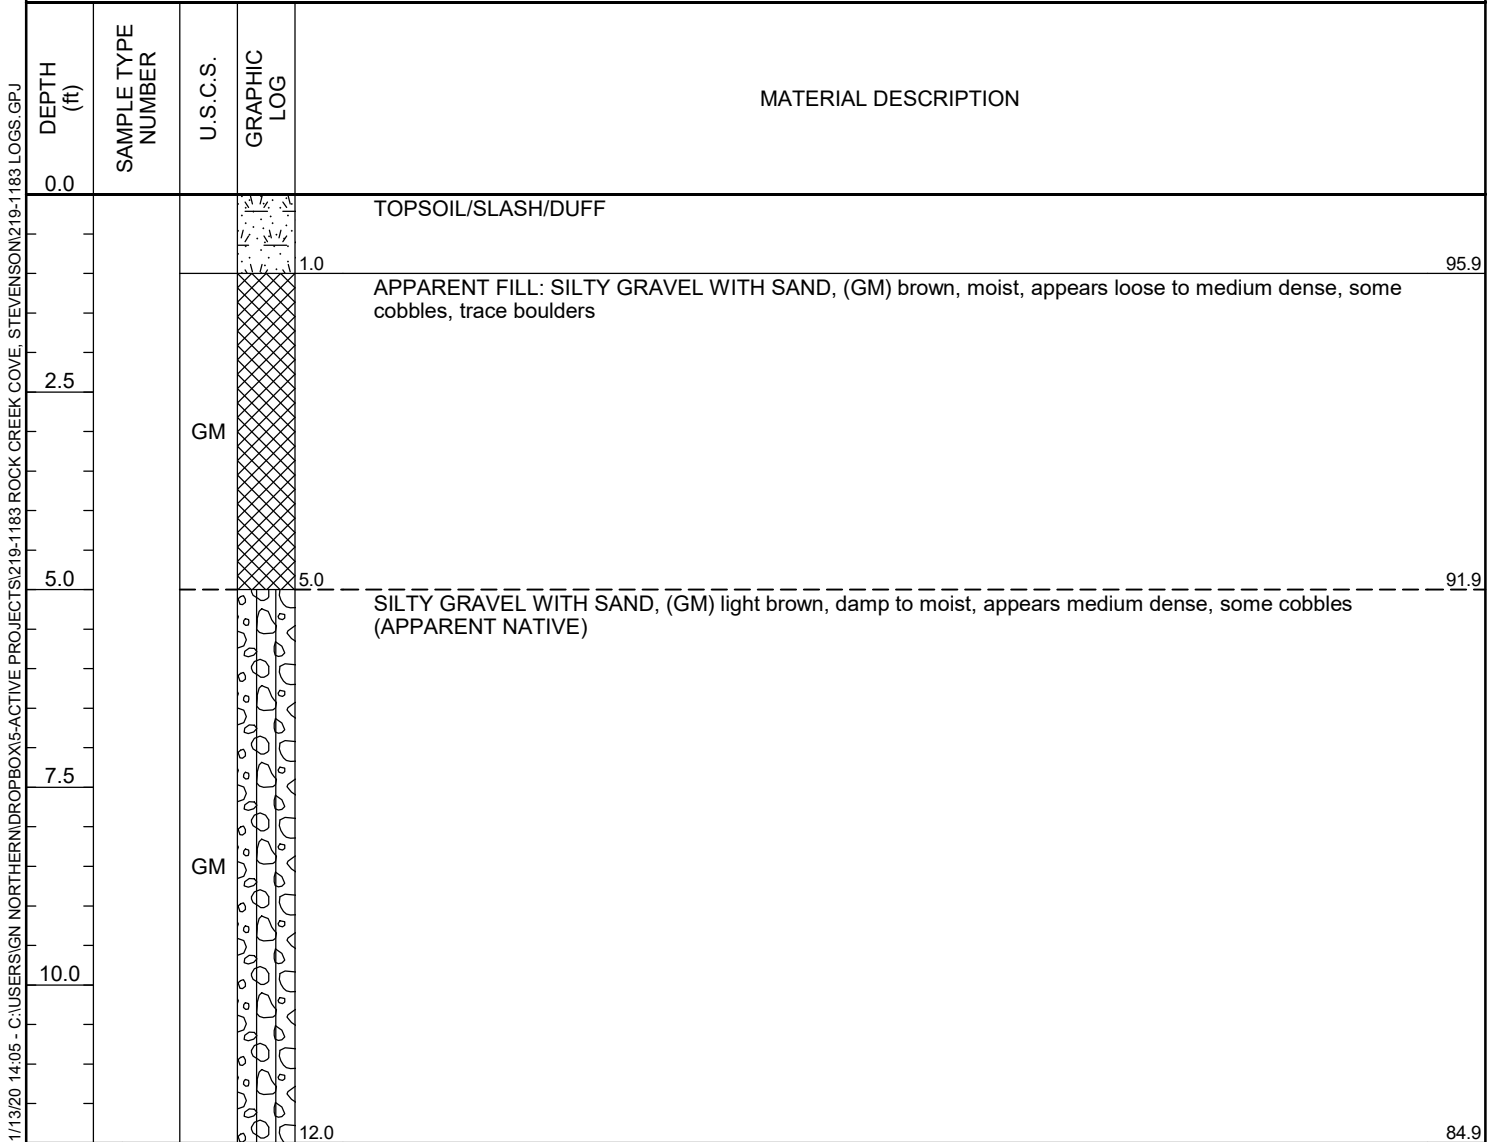 DEPTH
(ft)
SAMPLE TYPE
NUMBER
U.S.C.S.
GRAPHIC
LOG
MATERIAL DESCRIPTION
0.0
TOPSOIL/SLASH/DUFF
1.0 95.9
APPARENT FILL: SILTY GRAVEL WITH SAND, (GM) brown, moist, appears loose to medium dense, some
cobbles, trace boulders
2.5
GM
5.0 5.0 91.9
SILTY GRAVEL WITH SAND, (GM) light brown, damp to moist, appears medium dense, some cobbles
(APPARENT NATIVE)
7.5
GM
10.0
12.0 84.9
1/13/20 14:05 - C:\USERS\GN NORTHERN\DROPBOX\5-ACTIVE PROJECTS\219-1183 ROCK CREEK COVE, STEVENSON\219-1183 LOGS.GPJ